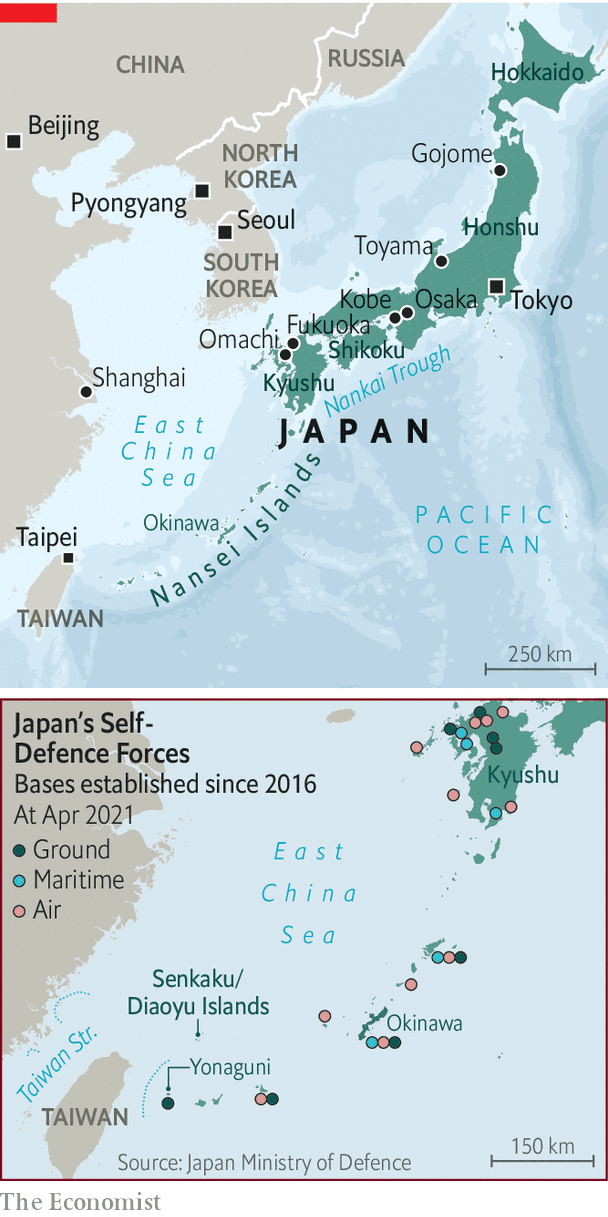 CHINA
RUSSIA
Hokkaido
Beijing
Gojome
NORTH
KOREA
Pyongyang
Seoul
Honshu
Toyama
SOUTH
KOREA
Kobe
Osaka
Tokyo
Omachi
Fukuoka
Shikoku
Shanghai
Kyushu
Nankai Trough
East
China
Sea
JAPAN
Okinawa
Nansei Islands
PACIFIC
OCEAN
Taipei
TAIWAN
250 km
Japan's Self-
Defence Forces
Bases established since 2016
At Apr 2021
Ground
Maritime
Air
Kyushu
East
China
Sea
Senkaku/
Diaoyu Islands
Okinawa
Taiwan Str.
Yonaguni
TAIWAN
150 km
Source: Japan Ministry of Defence
The Economist